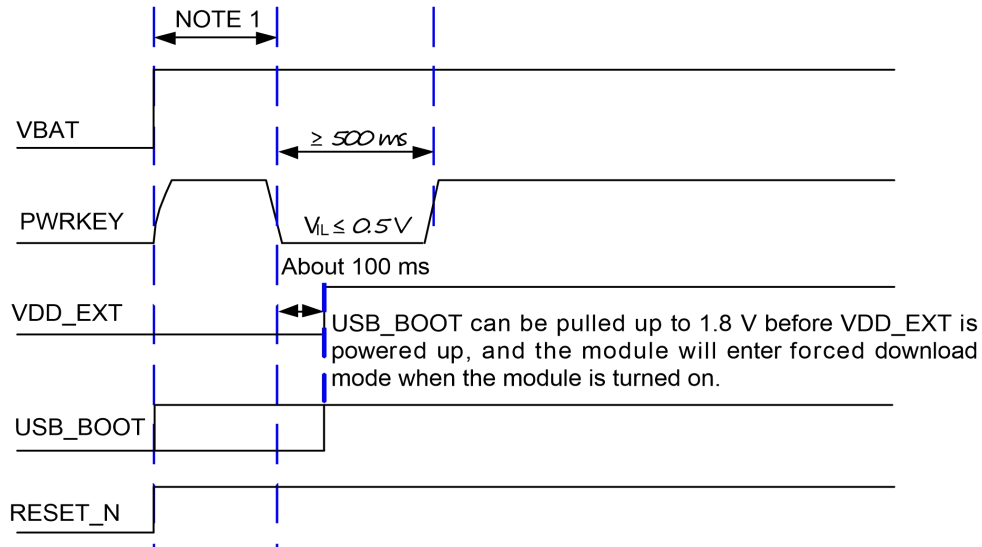 NOTE 1
VBAT
≥ 500 ms
PWRKEY
VIL ≤ 0.5 V
About 100 ms
VDD_EXT
USB_BOOT can be pulled up to 1.8 V before VDD_EXT is
powered up, and the module will enter forced download
mode when the module is turned on.
USB_BOOT
RESET_N